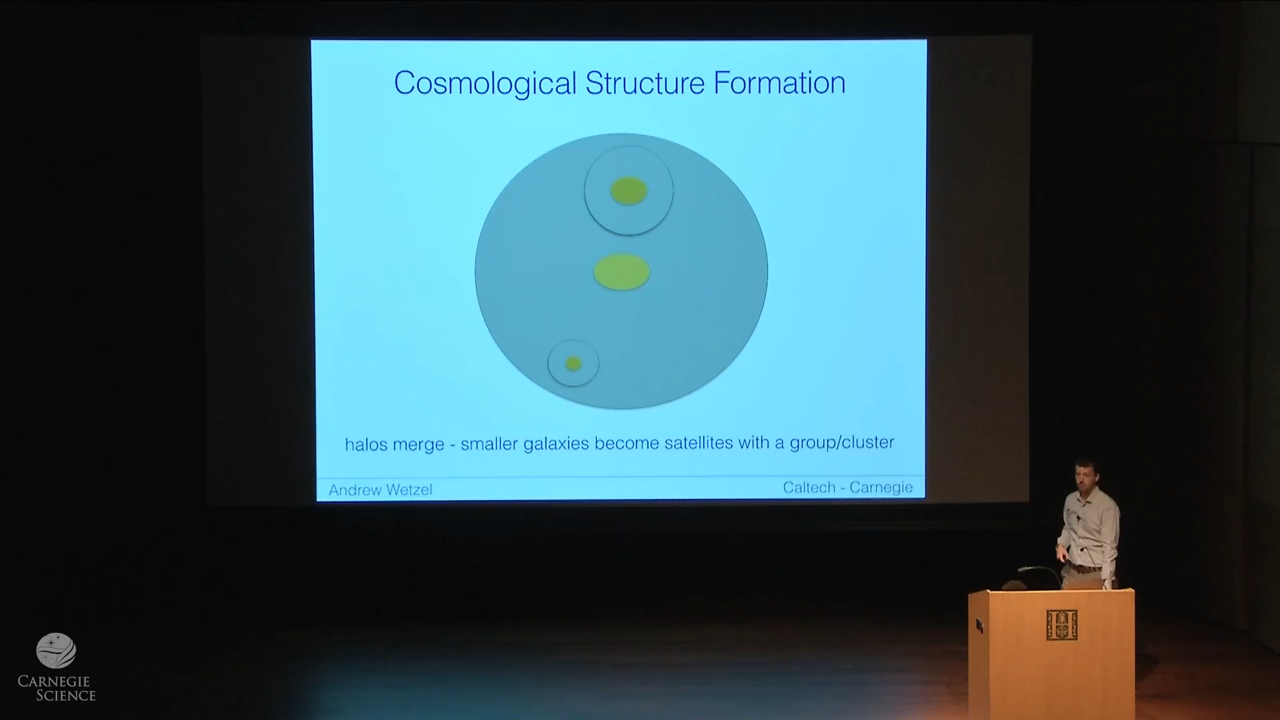 Cosmological Structure Formation
halos merge - smaller galaxies become satellites with a group/cluster
Andrew Wetzel
Caltech - Carnegie
H
CARNEGIE
SCIENCE